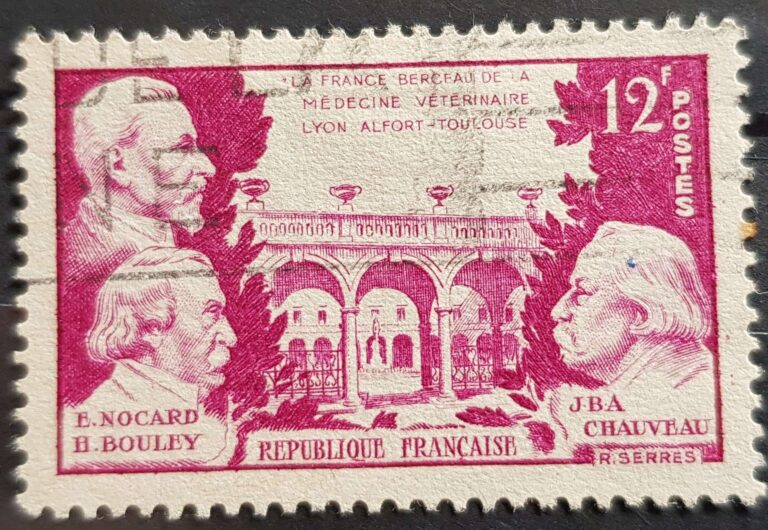 LA FRANCE BERCEAU DE LA
MÉDECINE VÉTÉRINAIRE
LYON ALFORT-TOULOUSE
12F
POSTES
E. NOCARD
H. BOULEY
J B A
CHAUVEAU
REPUBLIQUE FRANÇAISE
(R. SERRES)